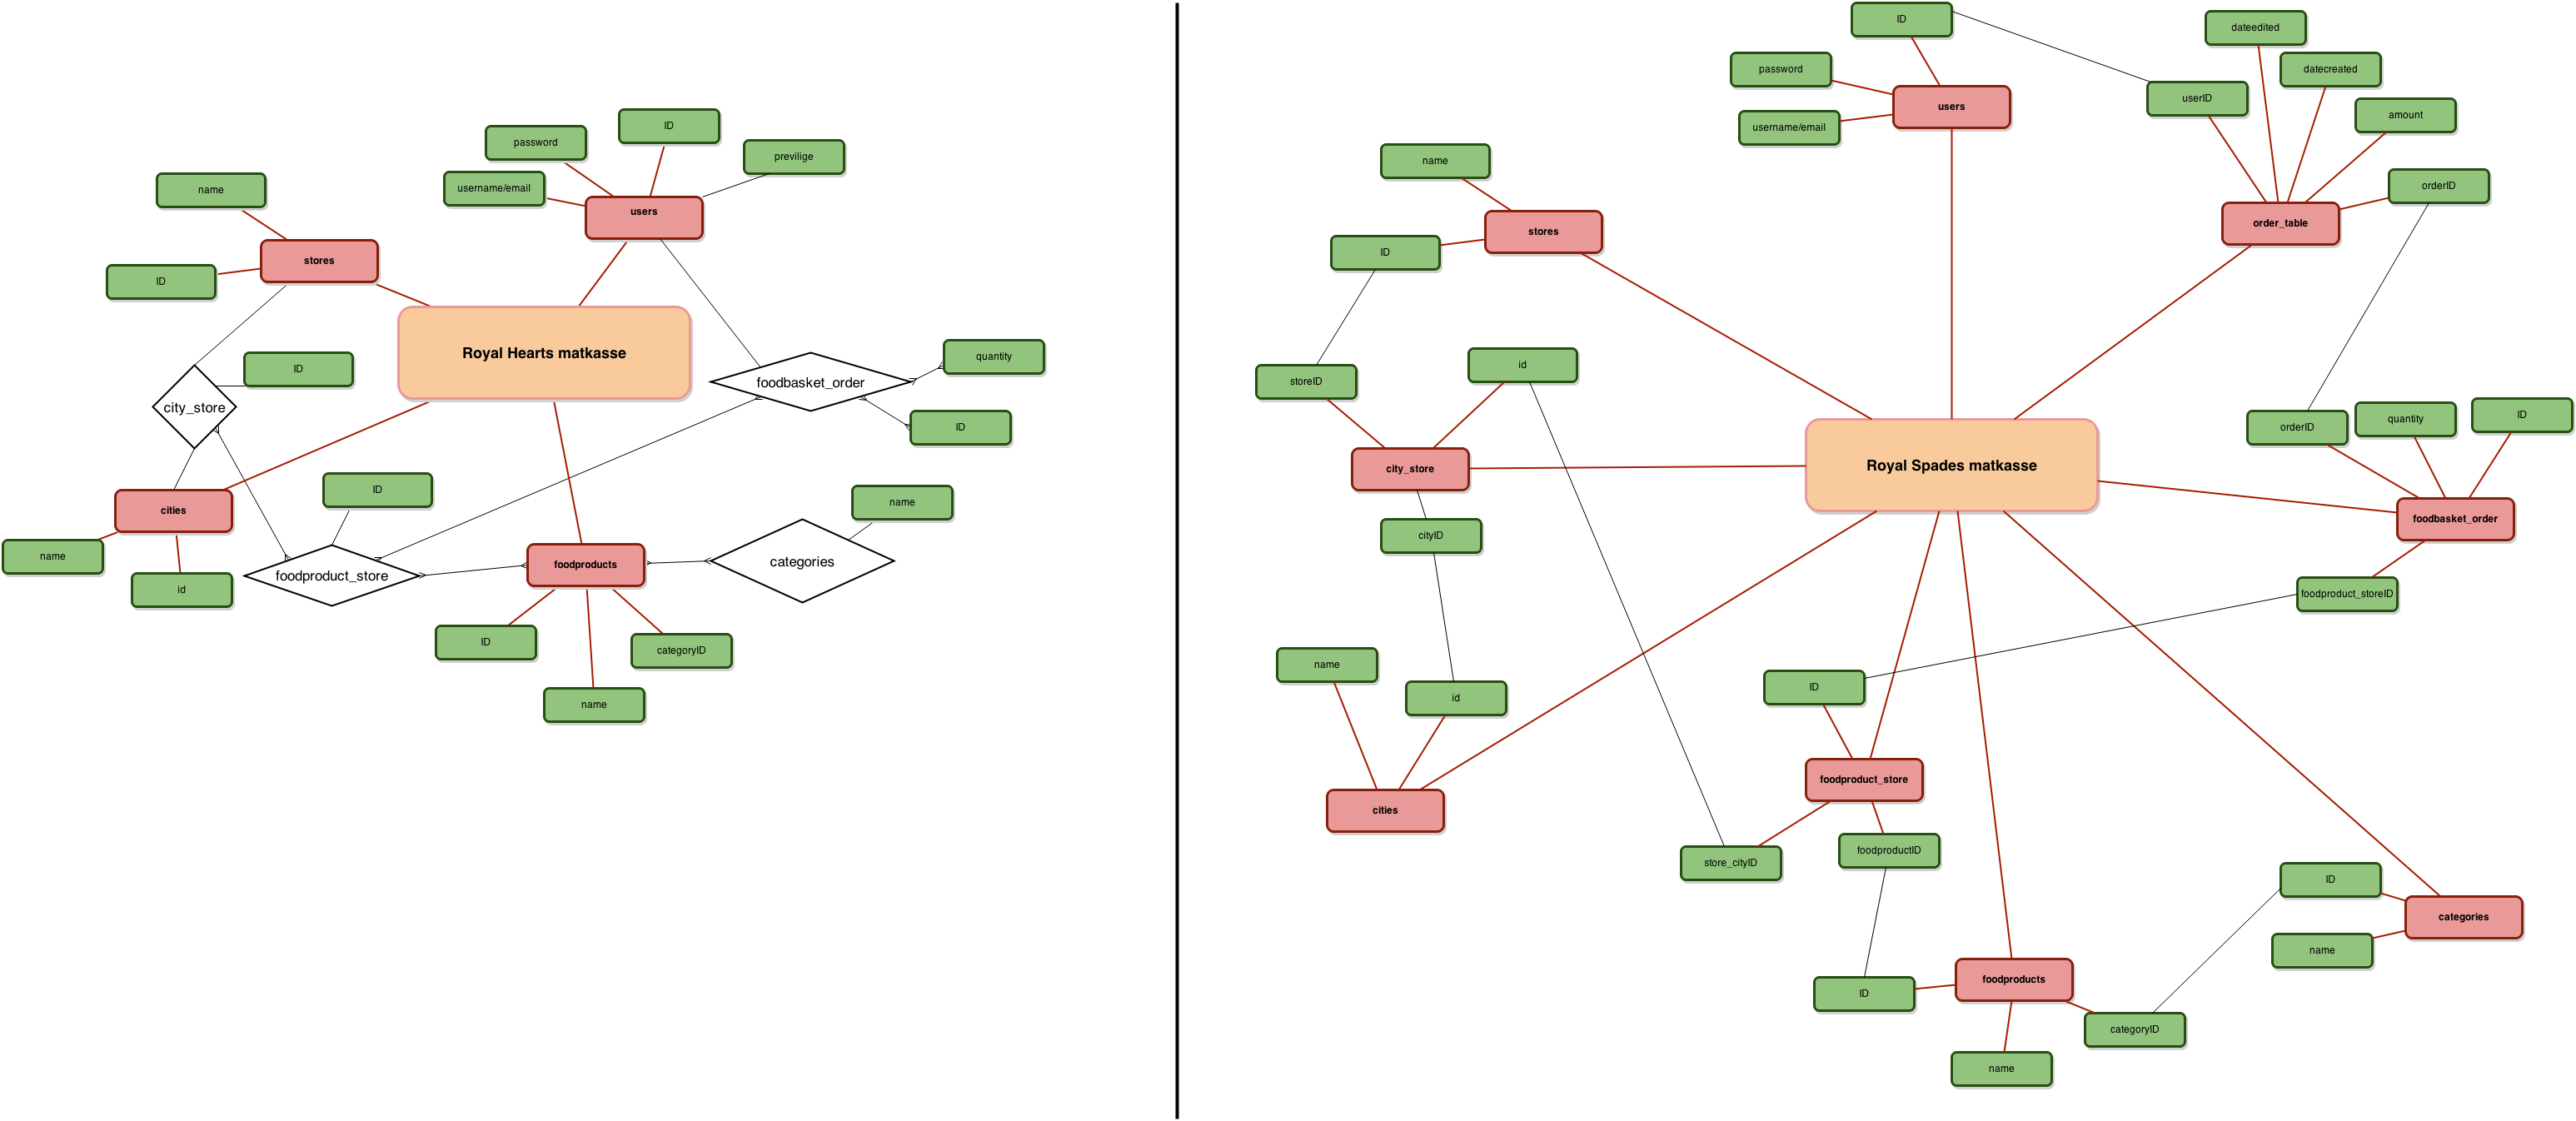 ID
password
previlige
username/email
name
users
stores
ID
Royal Hearts matkasse
quantity
ID
foodbasket_order
city_store
ID
ID
name
cities
name
foodproducts
categories
foodproduct_store
id
ID
categoryID
name
ID
dateedited
password
datecreated
userID
users
amount
username/email
name
orderID
order_table
stores
ID
id
storeID
quantity
ID
orderID
city_store
Royal Spades matkasse
foodbasket_order
cityID
foodproduct_storeID
name
id
ID
foodproduct_store
cities
foodproductID
store_cityID
ID
categories
name
foodproducts
ID
categoryID
name